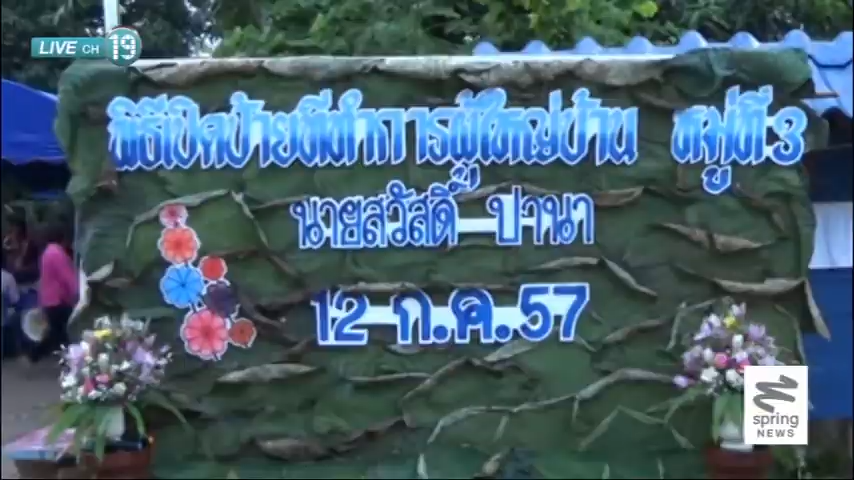 LIVE CH 19
พิธีเปิดป้ายที่ทำการผู้ใหญ่บ้าน หมู่ที่.3
นายสวัสดิ์ ปานา
12 ก.ค.57
spring
NEWS